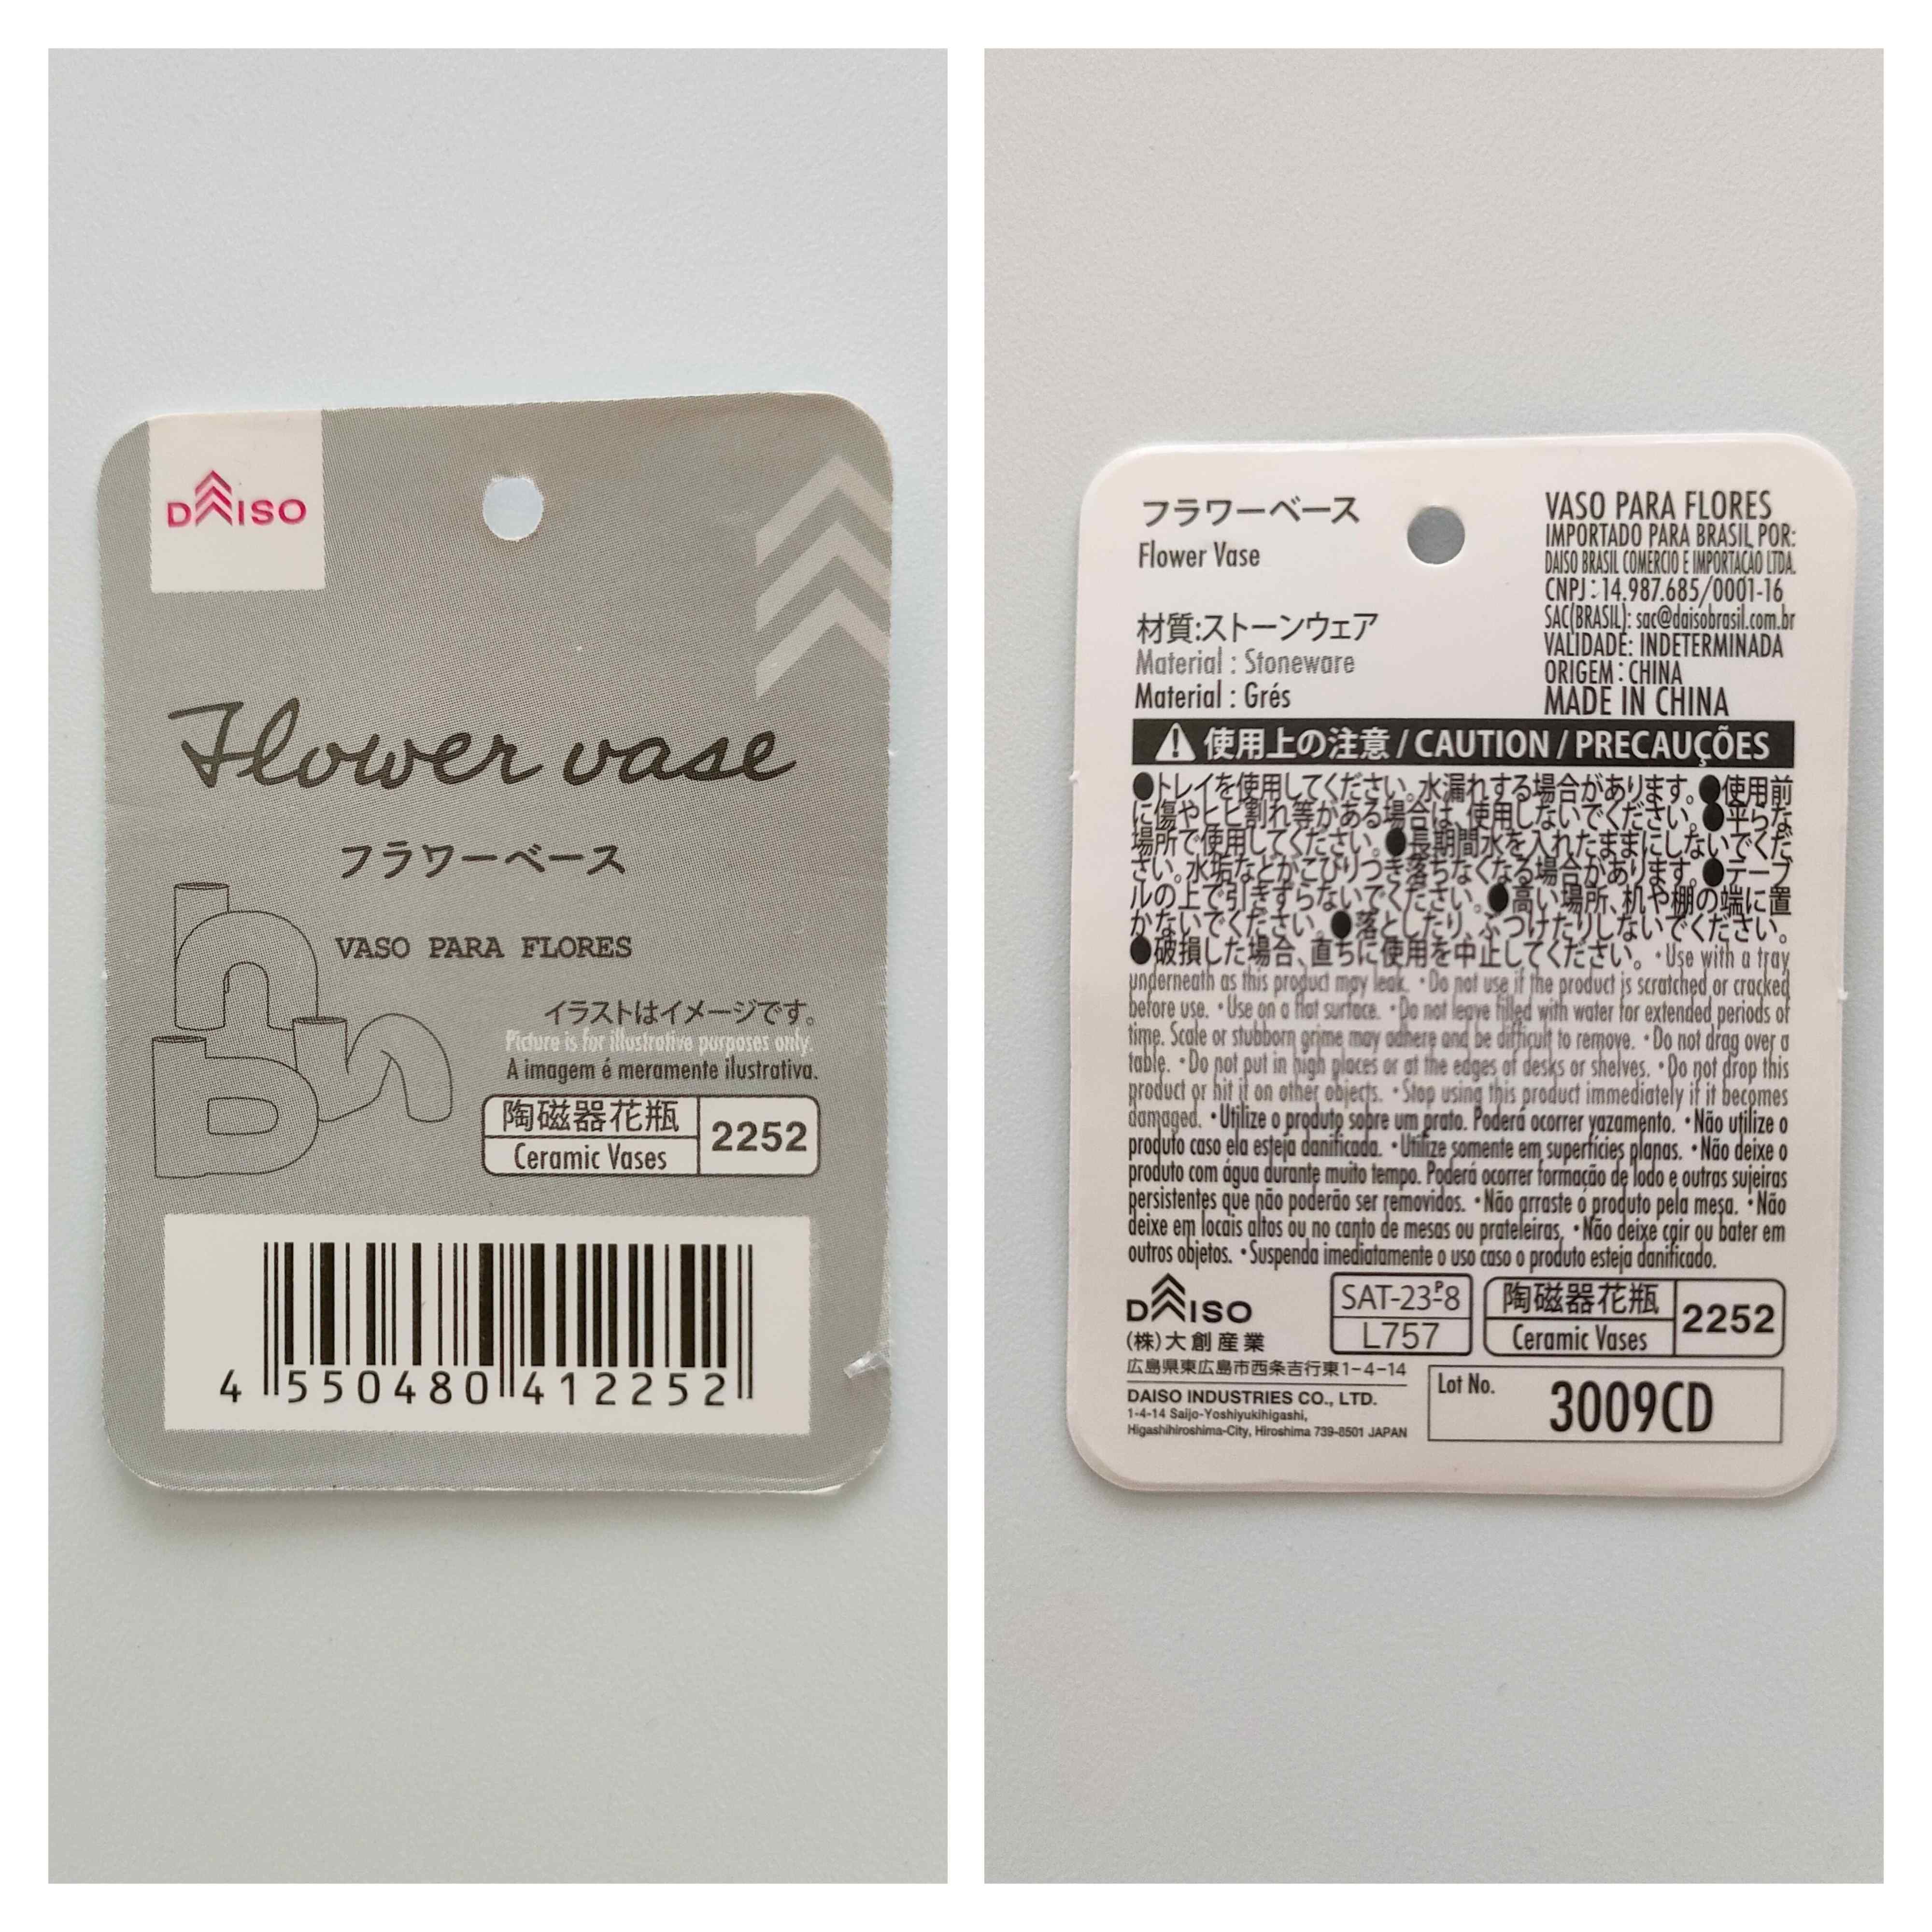 DAISO
Flower vase
フラワーベース
VASO PARA FLORES
イラストはイメージです。
Picture is for illustrative purposes only.
A imagem é meramente ilustrativa.
陶磁器花瓶
Ceramic Vases
2252
4 550480 412252
フラワーベース
Flower Vase
材質:ストーンウェア
Material : Stoneware
Material : Grés
VASO PARA FLORES
IMPORTADO PARA BRASIL POR:
DAISO BRASIL COMERCIO E IMPORTAÇÃO LTDA.
CNPJ : 14.987.685/0001-16
SAC(BRASIL): sac@daisobrasil.com.br
VALIDADE: INDETERMINADA
ORIGEM : CHINA
MADE IN CHINA
使用上の注意 / CAUTION / PRECAUÇÕES
●トレイを使用してください。水漏れする場合があります。●使用前
に傷やヒビ割れ等がある場合は、使用しないでください。●平らな
場所で使用してください。●長期間水を入れたままにしないでくだ
さい。水垢などがこびりつき落ちなくなる場合があります。●テーブ
ルの上で引きずらないでください。●高い場所、机や棚の端に置
かないでください。●落としたり、ぶつけたりしないでください。
●破損した場合、直ちに使用を中止してください。・Use with a tray
underneath as this product may leak. ・Do not use if the product is scratched or cracked
before use. ・Use on a flat surface. ・Do not leave filled with water for extended periods of
time. Scale or stubborn grime may adhere and be difficult to remove. ・Do not drag over a
table. ・Do not put in high places or at the edges of desks or shelves. ・Do not drop this
product or hit it on other objects. ・Stop using this product immediately if it becomes
damaged. ・Utilize o produto sobre um prato. Poderá ocorrer vazamento. ・Não utilize o
produto caso ela esteja danificada. ・Utilize somente em superfícies planas. ・Não deixe o
produto com água durante muito tempo. Poderá ocorrer formação de lodo e outras sujeiras
persistentes que não poderão ser removidos. ・Não arraste o produto pela mesa. ・Não
deixe em locais altos ou no canto de mesas ou prateleiras. ・Não deixe cair ou bater em
outros objetos. ・Suspenda imediatamente o uso caso o produto esteja danificado.
DAISO
(株)大創産業
SAT-23-P8
L757
陶磁器花瓶
Ceramic Vases
2252
広島県東広島市西条吉行東1-4-14
DAISO INDUSTRIES CO., LTD.
1-4-14 Saijo-Yoshiyukihigashi,
Higashihiroshima-City, Hiroshima 739-8501 JAPAN
Lot No. 3009CD